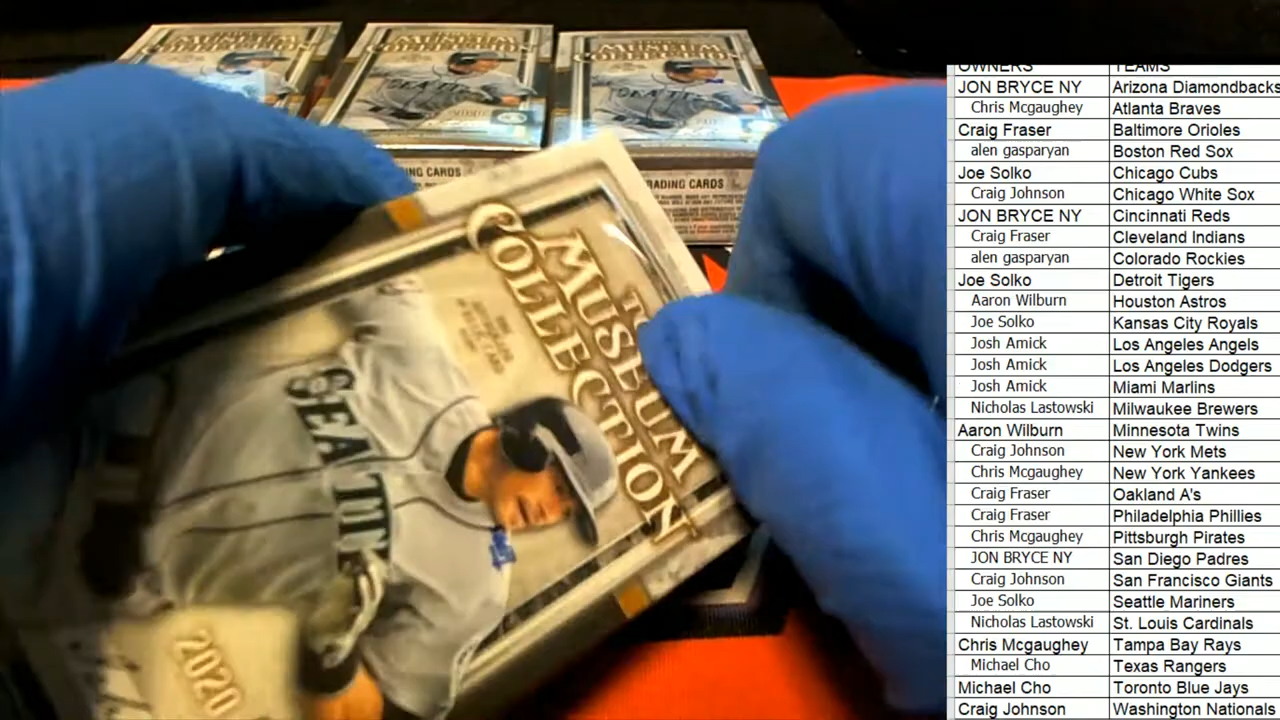 MUSEUM
COLLECTION
MUSEUM
COLLECTION
MUSEUM
COLLECTION
SEATTLE
TRADING CARDS
MUSEUM
COLLECTION
SEATTLE
2020
OWNERS TEAMS
JON BRYCE NY Arizona Diamondbacks
Chris Mcgaughey Atlanta Braves
Craig Fraser Baltimore Orioles
alen gasparyan Boston Red Sox
Joe Solko Chicago Cubs
Craig Johnson Chicago White Sox
JON BRYCE NY Cincinnati Reds
Craig Fraser Cleveland Indians
alen gasparyan Colorado Rockies
Joe Solko Detroit Tigers
Aaron Wilburn Houston Astros
Joe Solko Kansas City Royals
Josh Amick Los Angeles Angels
Josh Amick Los Angeles Dodgers
Josh Amick Miami Marlins
Nicholas Lastowski Milwaukee Brewers
Aaron Wilburn Minnesota Twins
Craig Johnson New York Mets
Chris Mcgaughey New York Yankees
Craig Fraser Oakland A's
Craig Fraser Philadelphia Phillies
Chris Mcgaughey Pittsburgh Pirates
JON BRYCE NY San Diego Padres
Craig Johnson San Francisco Giants
Joe Solko Seattle Mariners
Nicholas Lastowski St. Louis Cardinals
Chris Mcgaughey Tampa Bay Rays
Michael Cho Texas Rangers
Michael Cho Toronto Blue Jays
Craig Johnson Washington Nationals